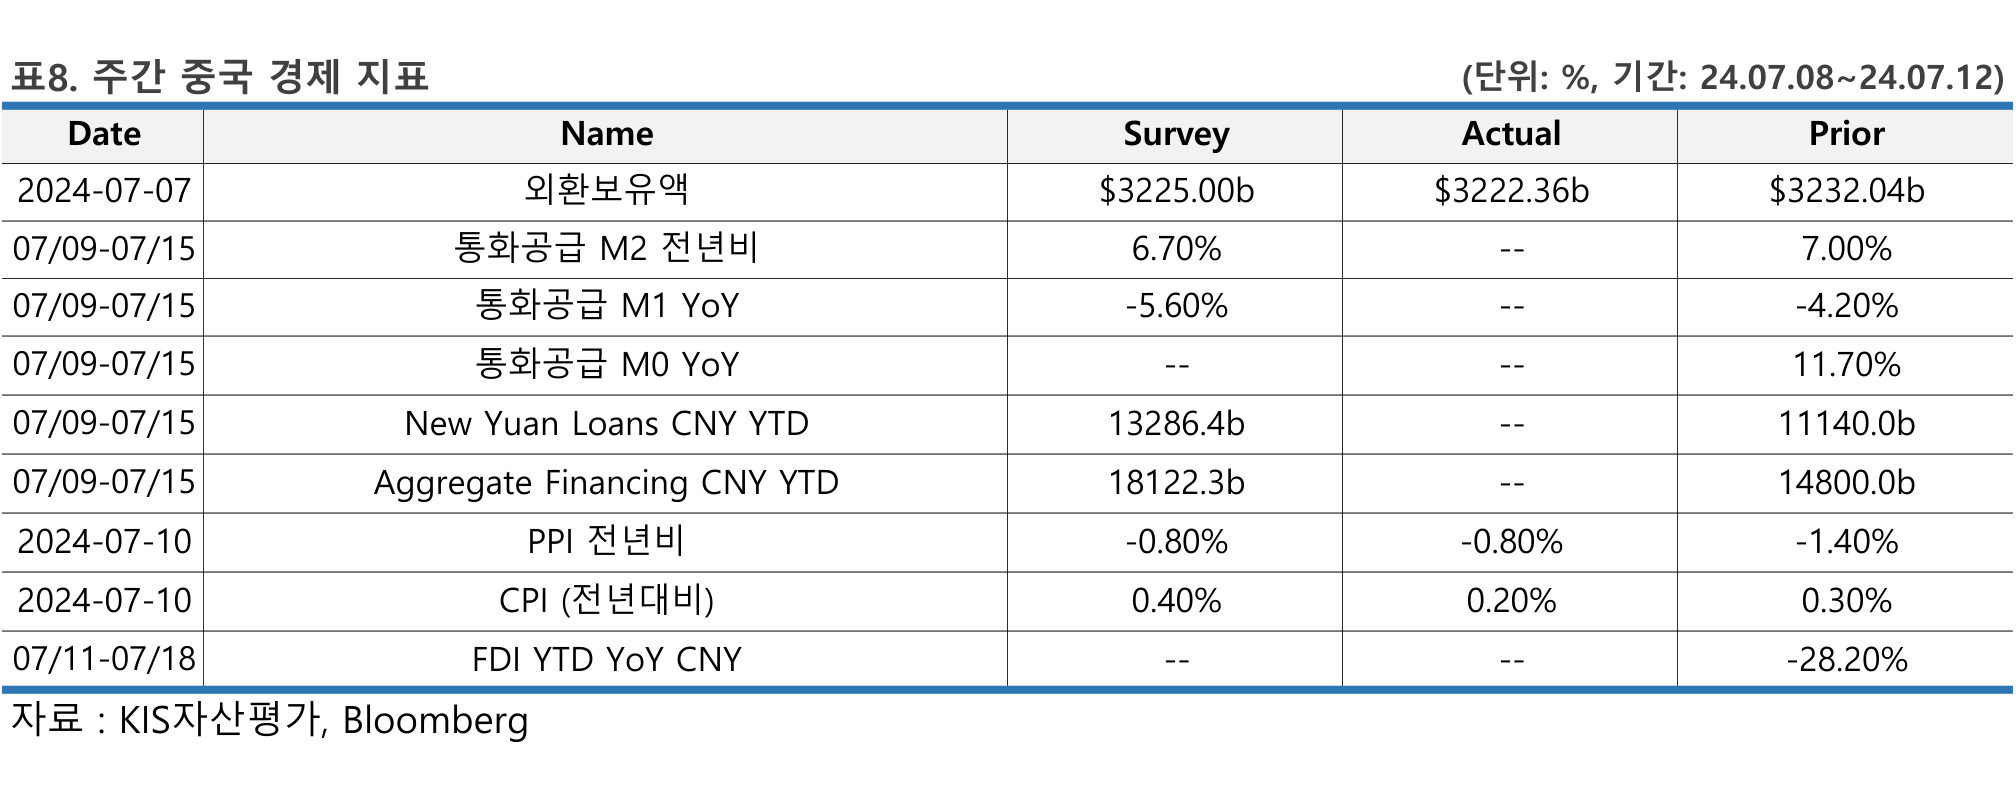 표8. 주간 중국 경제 지표 (단위: %, 기간: 24.07.08~24.07.12)
Date Name Survey Actual Prior
2024-07-07 외환보유액 $3225.00b $3222.36b $3232.04b
07/09-07/15 통화공급 M2 전년비 6.70% -- 7.00%
07/09-07/15 통화공급 M1 YoY -5.60% -- -4.20%
07/09-07/15 통화공급 M0 YoY -- -- 11.70%
07/09-07/15 New Yuan Loans CNY YTD 13286.4b -- 11140.0b
07/09-07/15 Aggregate Financing CNY YTD 18122.3b -- 14800.0b
2024-07-10 PPI 전년비 -0.80% -0.80% -1.40%
2024-07-10 CPI (전년대비) 0.40% 0.20% 0.30%
07/11-07/18 FDI YTD YoY CNY -- -- -28.20%
자료 : KIS자산평가, Bloomberg